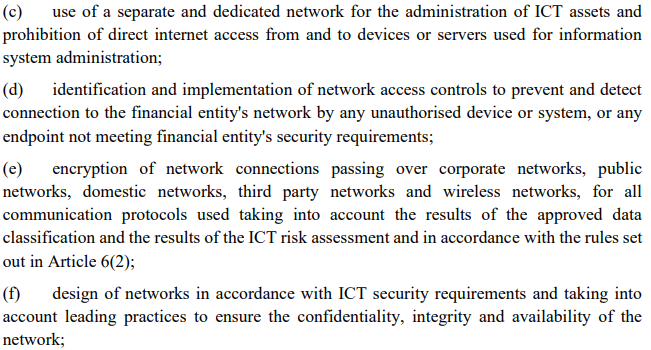 (c) use of a separate and dedicated network for the administration of ICT assets and
prohibition of direct internet access from and to devices or servers used for information
system administration;
(d) identification and implementation of network access controls to prevent and detect
connection to the financial entity's network by any unauthorised device or system, or any
endpoint not meeting financial entity's security requirements;
(e) encryption of network connections passing over corporate networks, public
networks, domestic networks, third party networks and wireless networks, for all
communication protocols used taking into account the results of the approved data
classification and the results of the ICT risk assessment and in accordance with the rules set
out in Article 6(2);
(f) design of networks in accordance with ICT security requirements and taking into
account leading practices to ensure the confidentiality, integrity and availability of the
network;